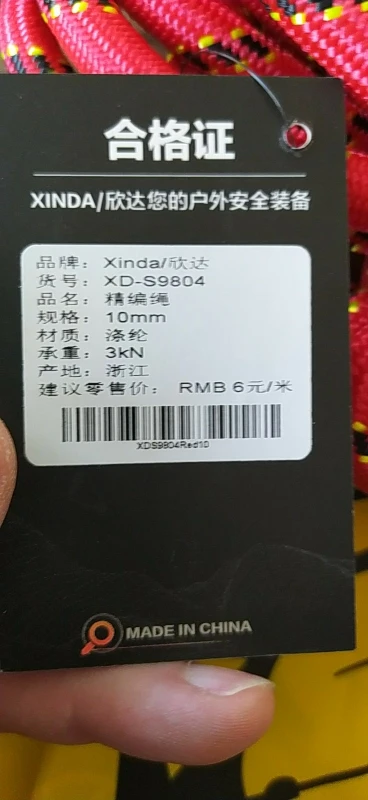 合格证
XINDA/欣达您的户外安全装备
品牌： Xinda/欣达
货号： XD-S9804
品名： 精编绳
规格： 10mm
材质： 涤纶
承重： 3kN
产地： 浙江
建议零售价： RMB 6元/米
XDS9804Red10
MADE IN CHINA